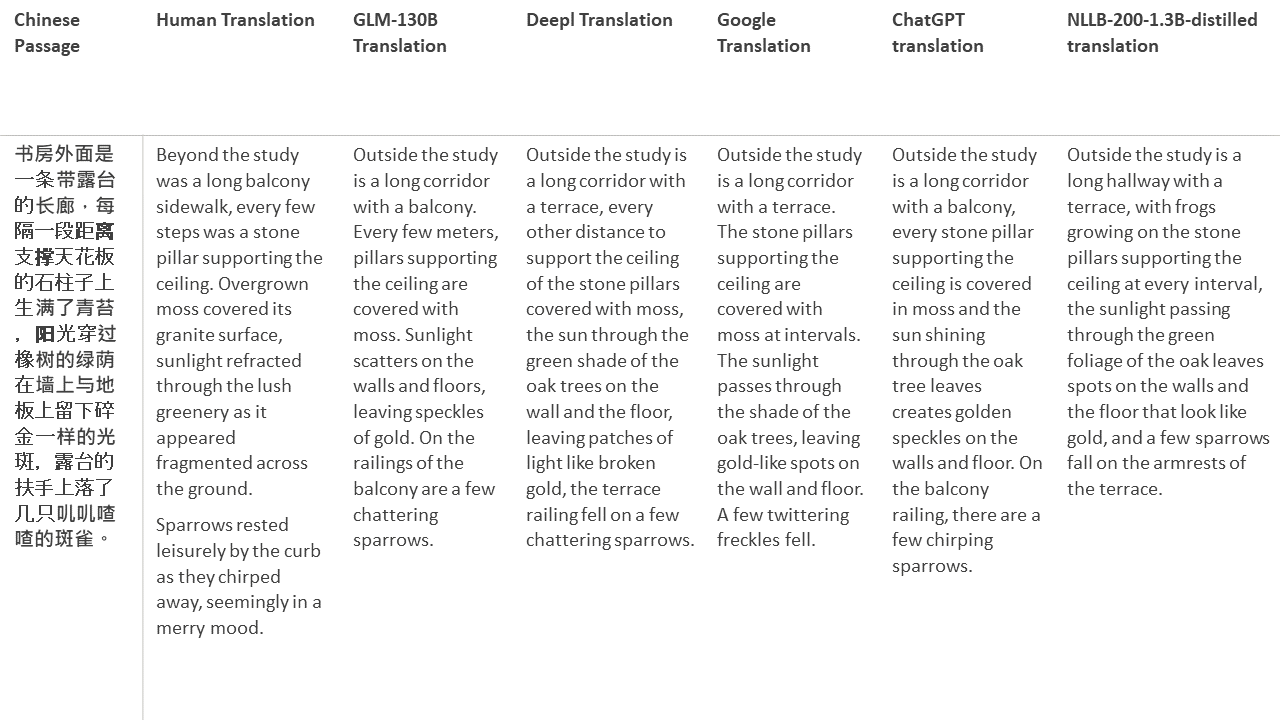 Chinese
Passage
Human Translation
GLM-130B
Translation
Deepl Translation
Google
Translation
ChatGPT
translation
NLLB-200-1.3B-distilled
translation
书房外面是
一条带露台
的长廊，每
隔一段距离
支撑天花板
的石柱子上
生满了青苔
，阳光穿过
橡树的绿荫
在墙上与地
板上留下碎
金一样的光
斑，露台的
扶手上落了
几只叽叽喳
喳的斑雀。
Beyond the study
was a long balcony
sidewalk, every few
steps was a stone
pillar supporting the
ceiling. Overgrown
moss covered its
granite surface,
sunlight refracted
through the lush
greenery as it
appeared
fragmented across
the ground.
Sparrows rested
leisurely by the curb
as they chirped
away, seemingly in a
merry mood.
Outside the study
is a long corridor
with a balcony.
Every few meters,
pillars supporting
the ceiling are
covered with
moss. Sunlight
scatters on the
walls and floors,
leaving speckles
of gold. On the
railings of the
balcony are a few
chattering
sparrows.
Outside the study is
a long corridor with
a terrace, every
other distance to
support the ceiling
of the stone pillars
covered with moss,
the sun through the
green shade of the
oak trees on the
wall and the floor,
leaving patches of
light like broken
gold, the terrace
railing fell on a few
chattering sparrows.
Outside the study
is a long corridor
with a terrace.
The stone pillars
supporting the
ceiling are
covered with
moss at intervals.
The sunlight
passes through
the shade of the
oak trees, leaving
gold-like spots on
the wall and floor.
A few twittering
freckles fell.
Outside the study
is a long corridor
with a balcony,
every stone pillar
supporting the
ceiling is covered
in moss and the
sun shining
through the oak
tree leaves
creates golden
speckles on the
walls and floor. On
the balcony
railing, there are a
few chirping
sparrows.
Outside the study is a
long hallway with a
terrace, with frogs
growing on the stone
pillars supporting the
ceiling at every interval,
the sunlight passing
through the green
foliage of the oak leaves
spots on the walls and
the floor that look like
gold, and a few sparrows
fall on the armrests of
the terrace.